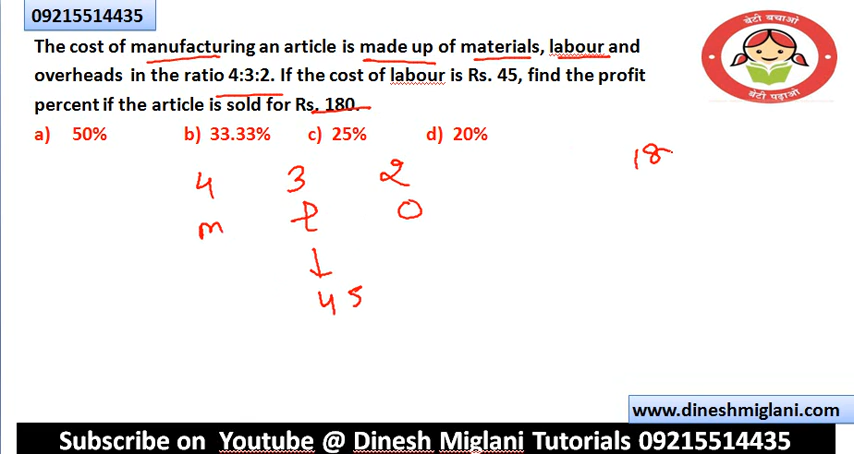 09215514435
The cost of manufacturing an article is made up of materials, labour and
overheads in the ratio 4:3:2. If the cost of labour is Rs. 45, find the profit
percent if the article is sold for Rs. 180.
a) 50% b) 33.33% c) 25% d) 20%
बेटी बचाओ
बेटी पढ़ाओ
18
4 3 2
m L O
45
www.dineshmiglani.com
Subscribe on Youtube @ Dinesh Miglani Tutorials 09215514435